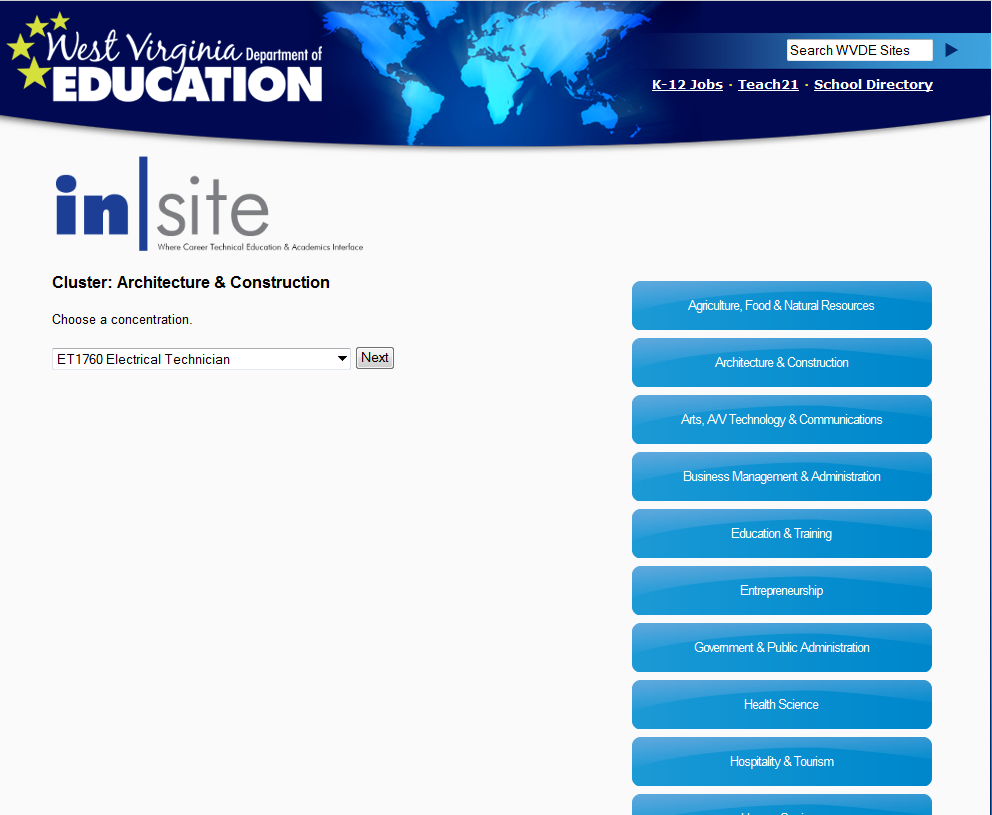 West Virginia Department of
EDUCATION
Search WVDE Sites
K-12 Jobs · Teach21 · School Directory
in|site
Where Career Technical Education & Academics Interface
Cluster: Architecture & Construction
Choose a concentration.
ET1760 Electrical Technician
Next
Agriculture, Food & Natural Resources
Architecture & Construction
Arts, A/V Technology & Communications
Business Management & Administration
Education & Training
Entrepreneurship
Government & Public Administration
Health Science
Hospitality & Tourism